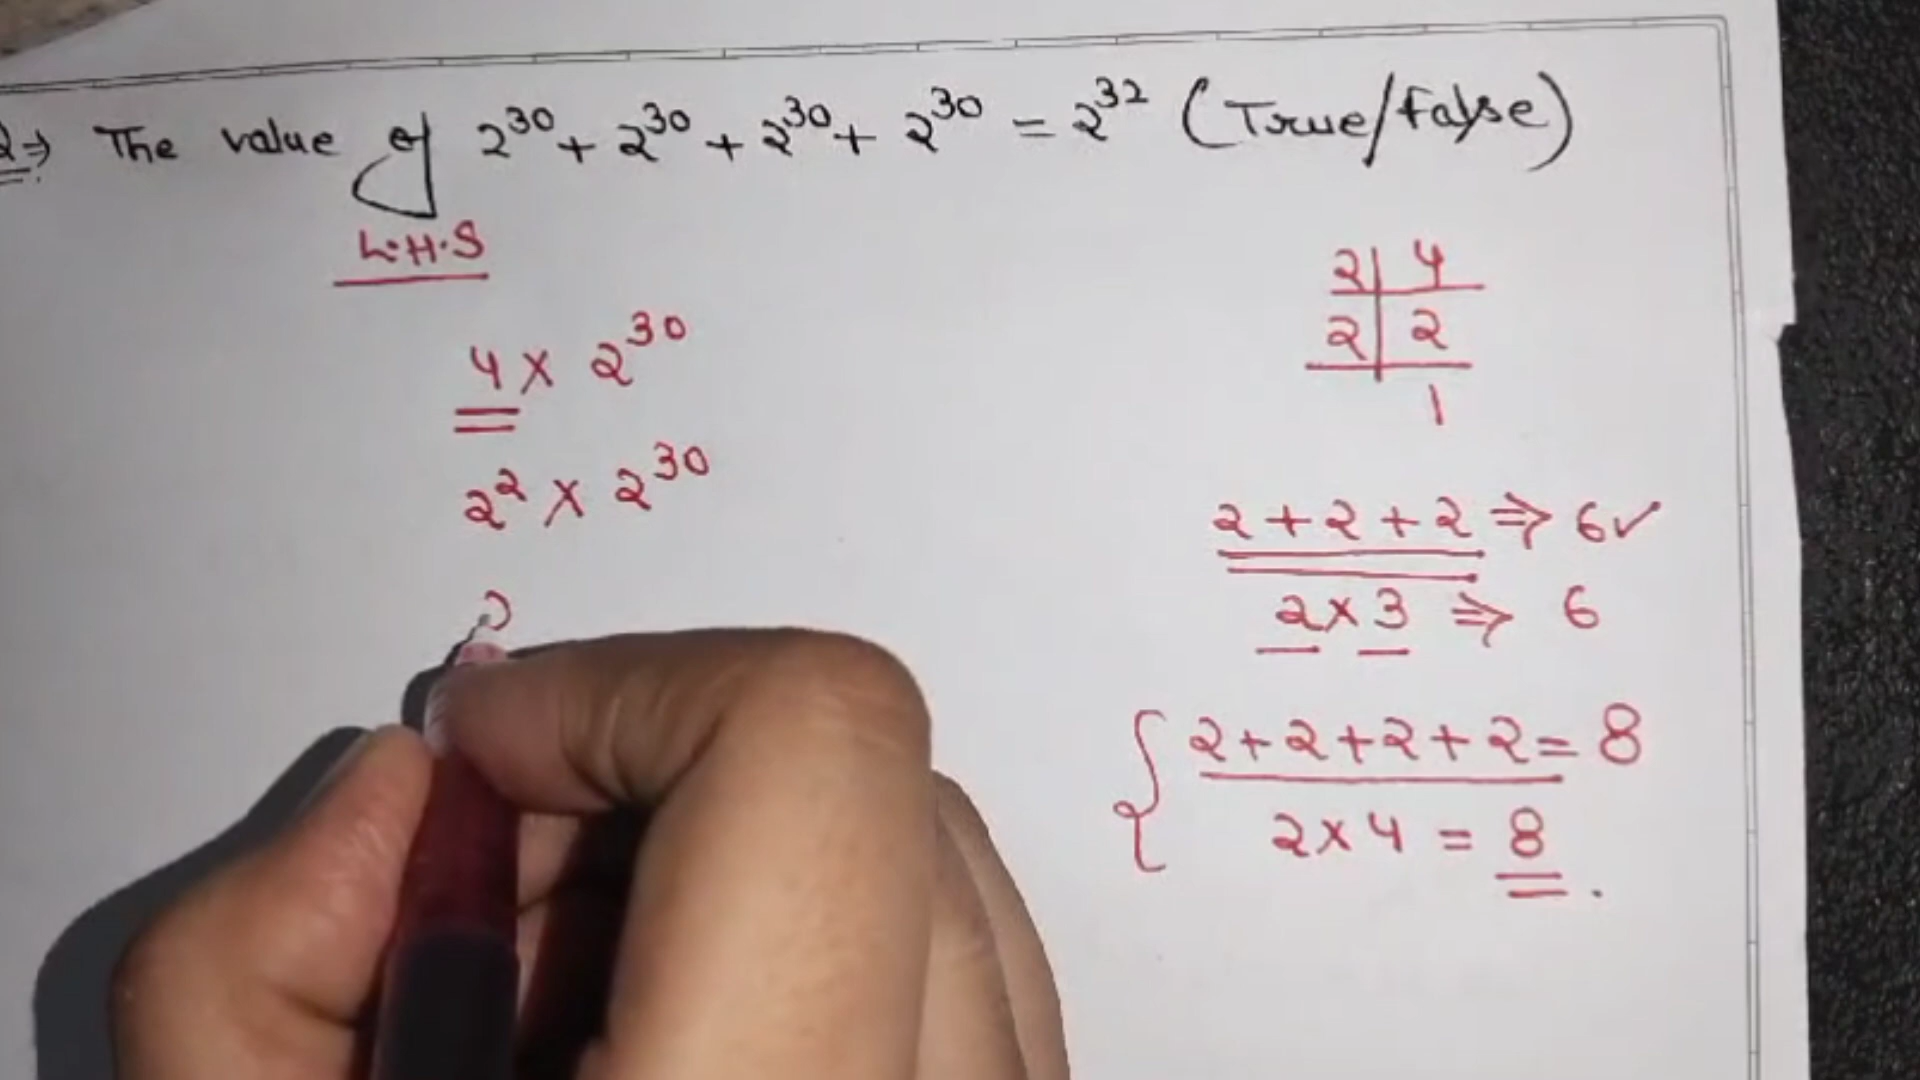 The value of 2³⁰ + 2³⁰ + 2³⁰ + 2³⁰ = 2³² (True/false)
L.H.S
4 × 2³⁰
2² × 2³⁰
2
2 | 4
2 | 2
1
2 + 2 + 2 ⇒ 6 ✓
2 × 3 ⇒ 6
{ 2 + 2 + 2 + 2 = 8
2 × 4 = 8 .